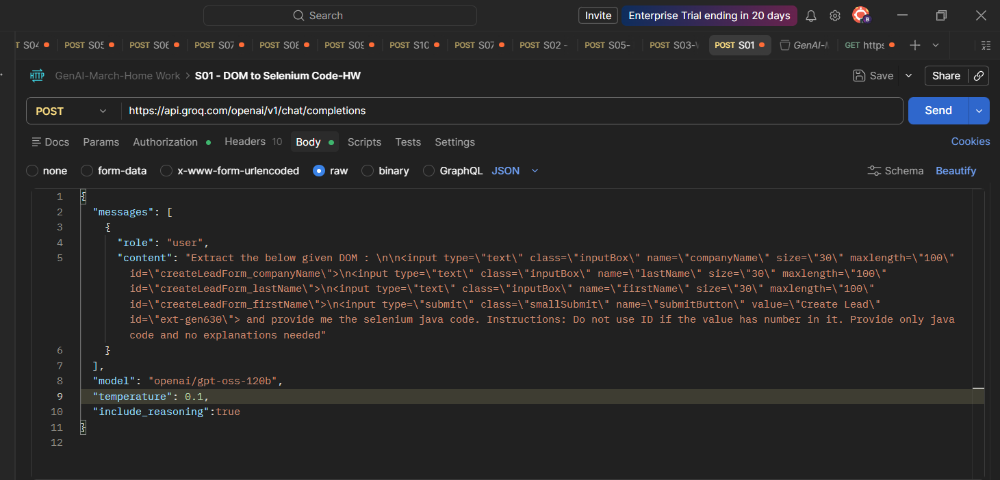 Search
Invite
Enterprise Trial ending in 20 days
B
T S04
POST S05
POST S06
POST S07
POST S08
POST S09
POST S10
POST S07
POST S02 -
POST S05-
POST S03-
POST S01
GenAI-
GET https
HTTP
GenAI-March-Home Work > S01 - DOM to Selenium Code-HW
Save
Share
POST
https://api.groq.com/openai/v1/chat/completions
Send
Docs
Params
Authorization
Headers 10
Body
Scripts
Tests
Settings
Cookies
none
form-data
x-www-form-urlencoded
raw
binary
GraphQL
JSON
Schema
Beautify
1 {
2 "messages": [
3 {
4 "role": "user",
5 "content": "Extract the below given DOM : \n\n<input type=\"text\" class=\"inputBox\" name=\"companyName\" size=\"30\" maxlength=\"100\"
id=\"createLeadForm_companyName\">\n<input type=\"text\" class=\"inputBox\" name=\"lastName\" size=\"30\" maxlength=\"100\"
id=\"createLeadForm_lastName\">\n<input type=\"text\" class=\"inputBox\" name=\"firstName\" size=\"30\" maxlength=\"100\"
id=\"createLeadForm_firstName\">\n<input type=\"submit\" class=\"smallSubmit\" name=\"submitButton\" value=\"Create Lead\"
id=\"ext-gen630\"> and provide me the selenium java code. Instructions: Do not use ID if the value has number in it. Provide only java
code and no explanations needed"
6 }
7 ],
8 "model": "openai/gpt-oss-120b",
9 "temperature": 0.1,
10 "include_reasoning":true
11 }
12